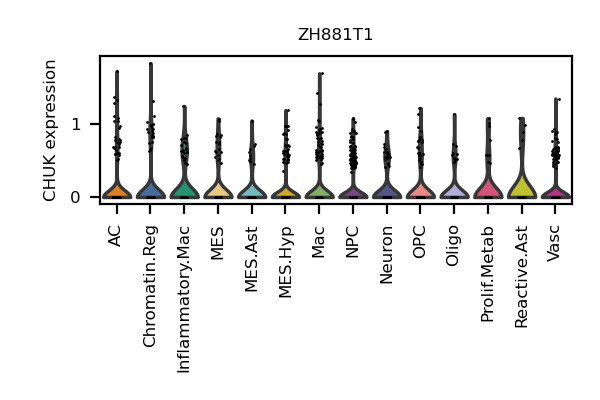 ZH881T1
CHUK expression
1
0
AC
Chromatin.Reg
Inflammatory.Mac
MES
MES.Ast
MES.Hyp
Mac
NPC
Neuron
OPC
Oligo
Prolif.Metab
Reactive.Ast
Vasc